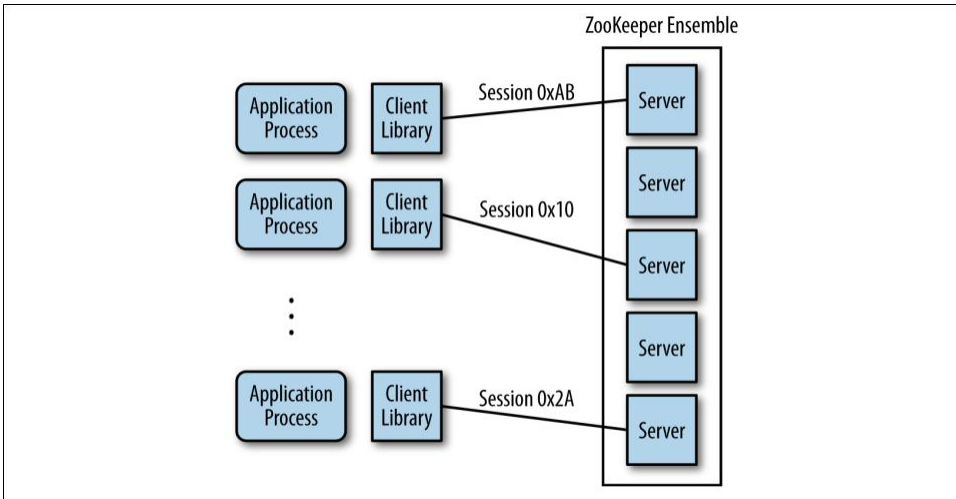 ZooKeeper Ensemble
Application
Process
Client
Library
Session 0xAB
Server
Server
Application
Process
Client
Library
Session 0x10
Server
Server
Application
Process
Client
Library
Session 0x2A
Server